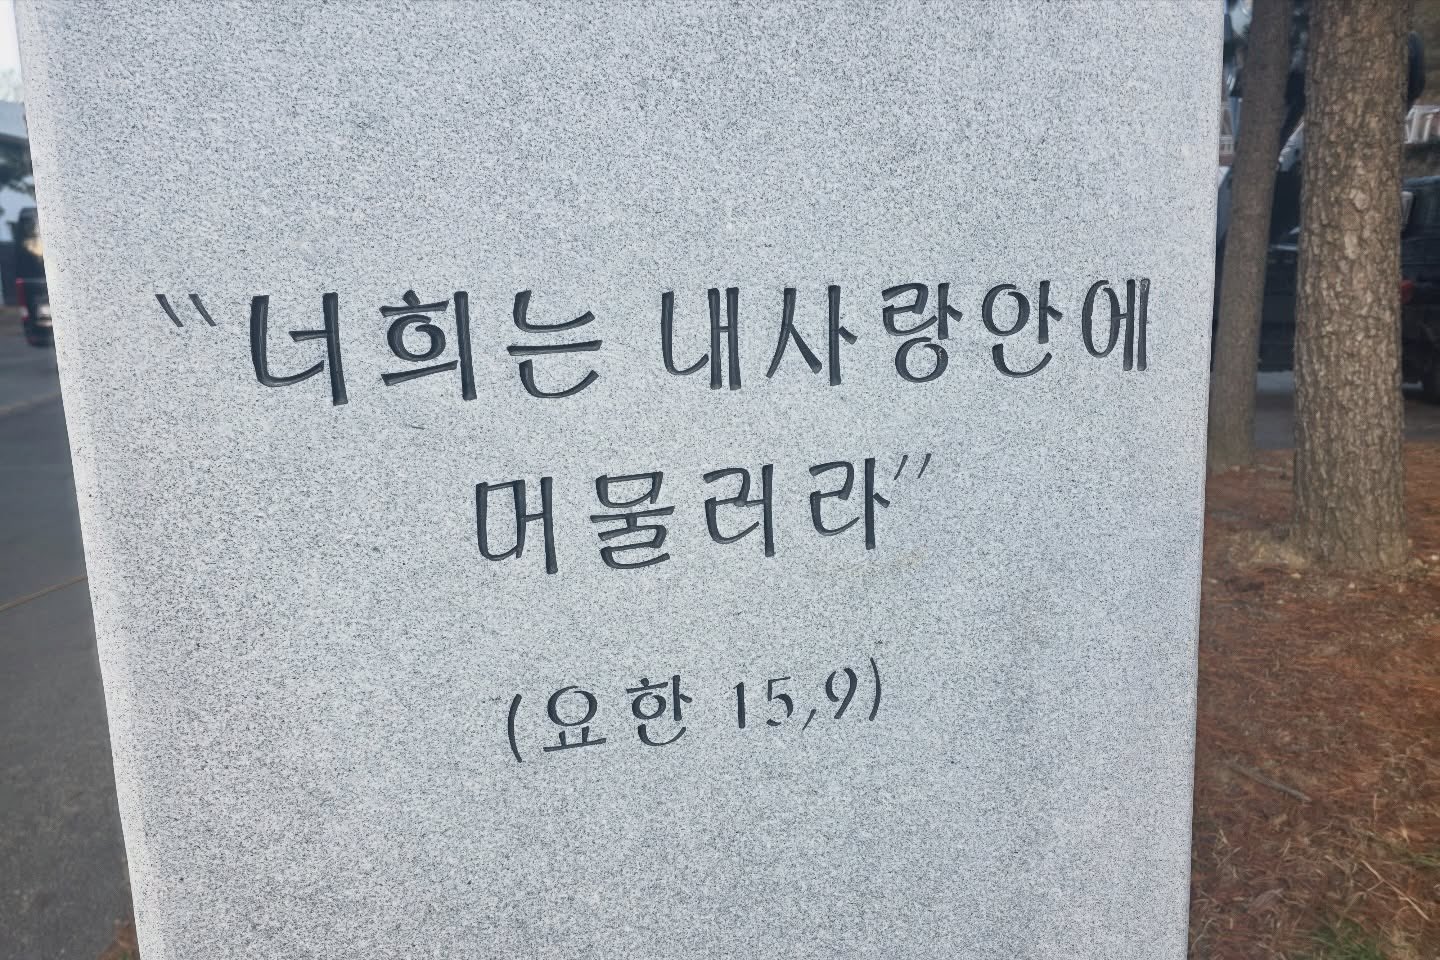 “너희는 내사랑안에
머물러라”
(요한 15,9)